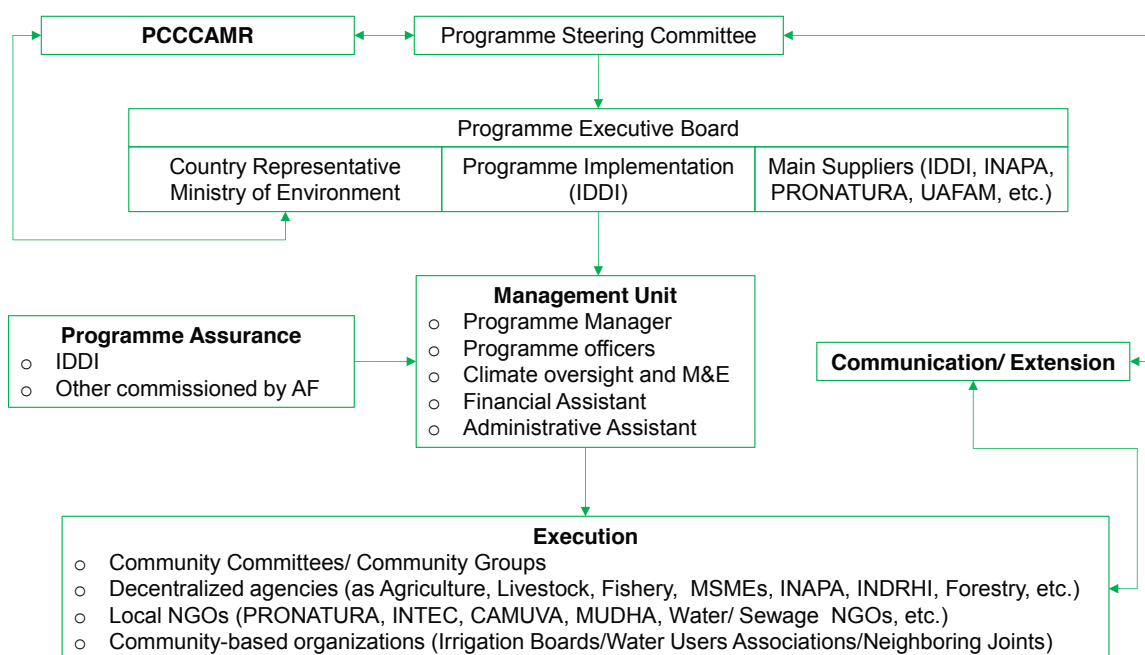 PCCCAMR
Programme Steering Committee
Programme Executive Board
Country Representative
Ministry of Environment
Programme Implementation
(IDDI)
Main Suppliers (IDDI, INAPA,
PRONATURA, UAFAM, etc.)
Management Unit
o Programme Manager
o Programme officers
o Climate oversight and M&E
o Financial Assistant
o Administrative Assistant
Programme Assurance
o IDDI
o Other commissioned by AF
Communication/ Extension
Execution
o Community Committees/ Community Groups
o Decentralized agencies (as Agriculture, Livestock, Fishery, MSMEs, INAPA, INDRHI, Forestry, etc.)
o Local NGOs (PRONATURA, INTEC, CAMUVA, MUDHA, Water/ Sewage NGOs, etc.)
o Community-based organizations (Irrigation Boards/Water Users Associations/Neighboring Joints)